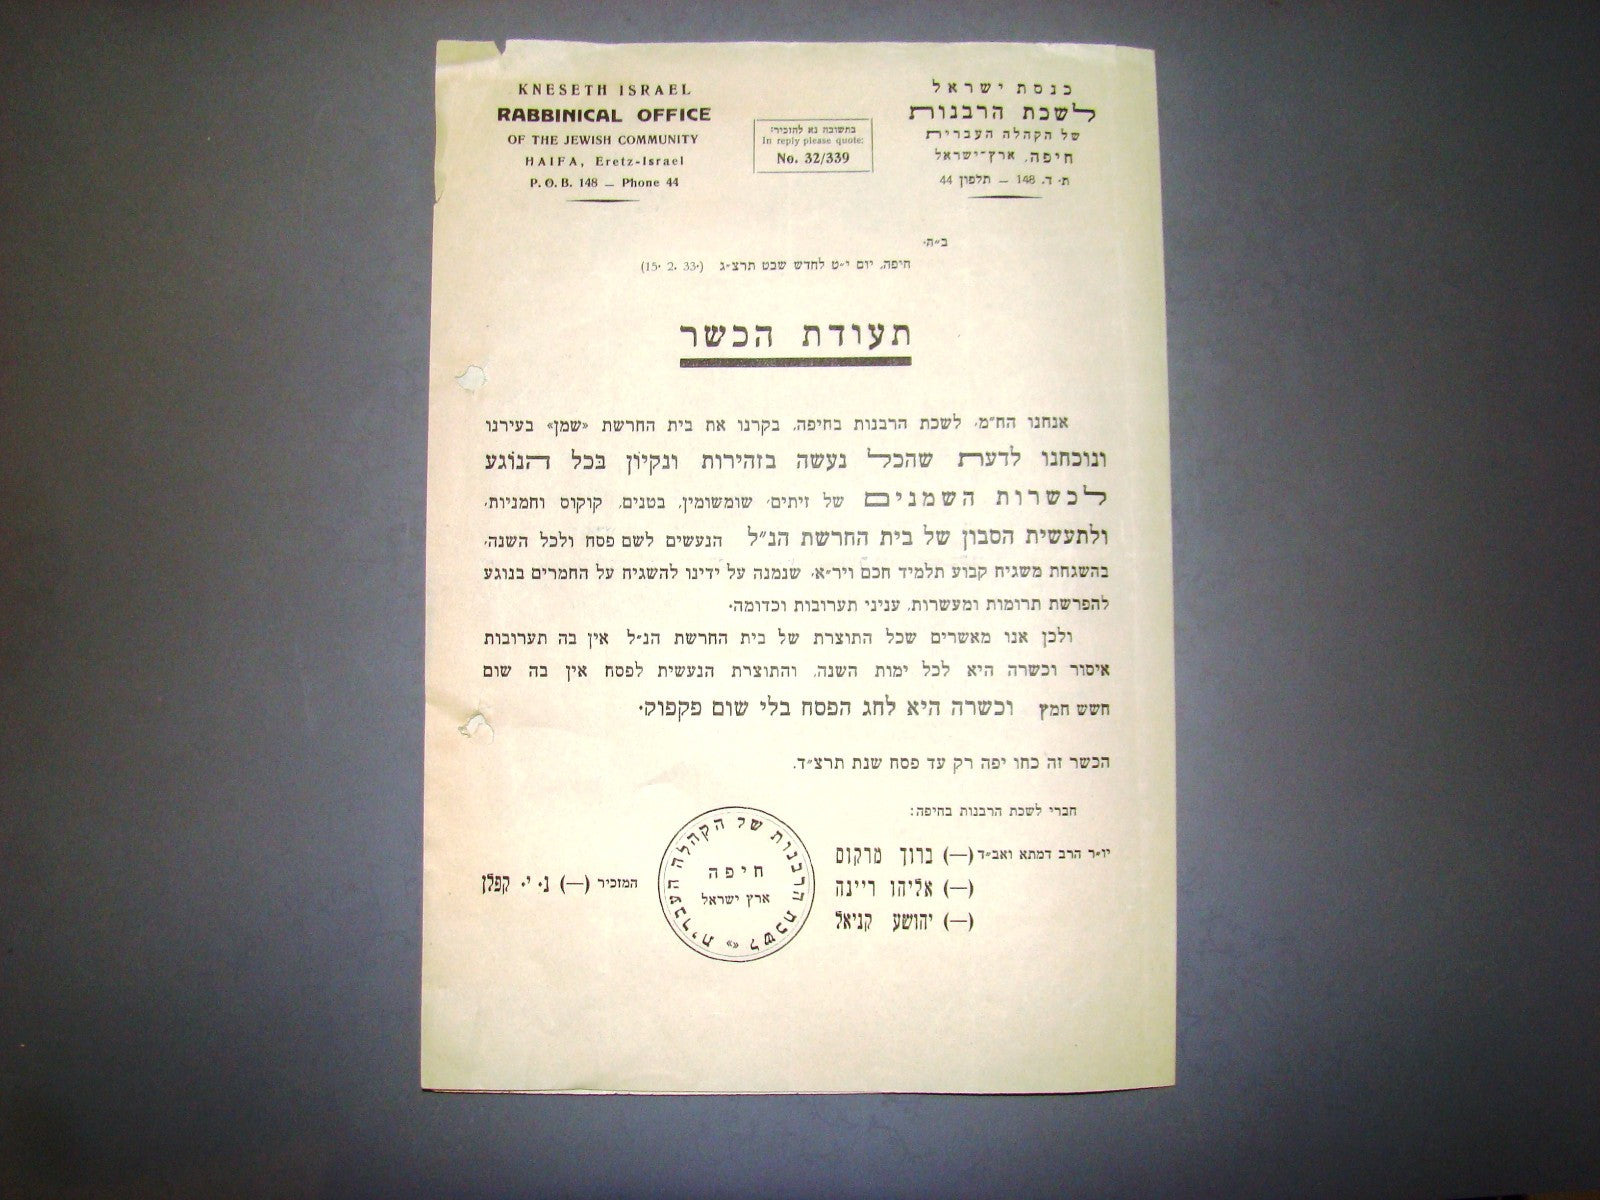 KNESETH ISRAEL
RABBINICAL OFFICE
OF THE JEWISH COMMUNITY
HAIFA, Eretz-Israel
P. O. B. 148 — Phone 44
בתשובה נא להזכיר:
In reply please quote:
No. 32/339
כנסת ישראל
לשכת הרבנות
של הקהלה העברית
חיפה, ארץ־ישראל
ת. ד. 148 — תלפון 44
ב״ה.
חיפה, יום י״ט לחדש שבט תרצ״ג (15. 2. 33.)
תעודת הכשר
אנחנו הח״מ, לשכת הרבנות בחיפה, בקרנו את בית החרשת «שמן» בעירנו
ונוכחנו לדעת שהכל נעשה בזהירות ונקיון בכל הנוגע
לכשרות השמנים של זיתים, שומשומין, בטנים, קוקוס וחמניות,
ולתעשית הסבון של בית החרשת הנ״ל הנעשים לשם פסח ולכל השנה,
בהשגחת משגיח קבוע תלמיד חכם ויר״א, שנמנה על ידינו להשגיח על החמרים בנוגע
להפרשת תרומות ומעשרות, עניני תערובות וכדומה.
ולכן אנו מאשרים שכל התוצרת של בית החרשת הנ״ל אין בה תערובות
איסור וכשרה היא לכל ימות השנה, והתוצרת הנעשית לפסח אין בה שום
חשש חמץ וכשרה היא לחג הפסח בלי שום פקפוק.
הכשר זה כחו יפה רק עד פסח שנת תרצ״ד.
חברי לשכת הרבנות בחיפה:
יו״ר הרב דמתא ואב״ד (—) ברוך מרקוס
(—) אליהו ריינה
(—) יהושע קניאל
המזכיר (—) נ. י. קפלן
לשכת הרבנות של הקהלה העברית
חיפה
ארץ ישראל